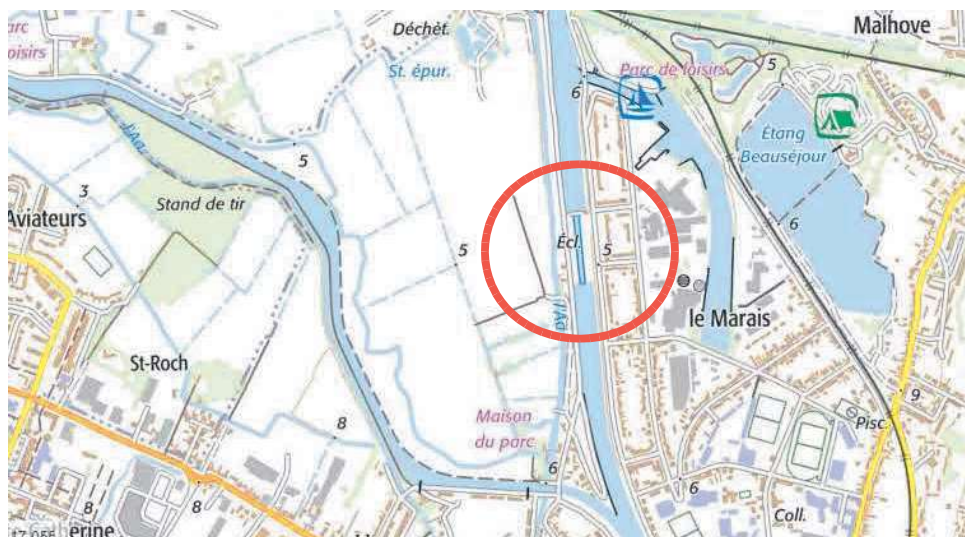 Malhove
Déchèt.
arc
oisirs
St. épur.
Parc de loisirs
5
6
Étang
Beauséjour
l'Aa
5
3
Stand de tir
Aviateurs
5
Écl.
5
6
l'Aa
le Marais
St-Roch
9
Maison
du parc
Pisc.
8
6
6
8
8
Coll.
erine